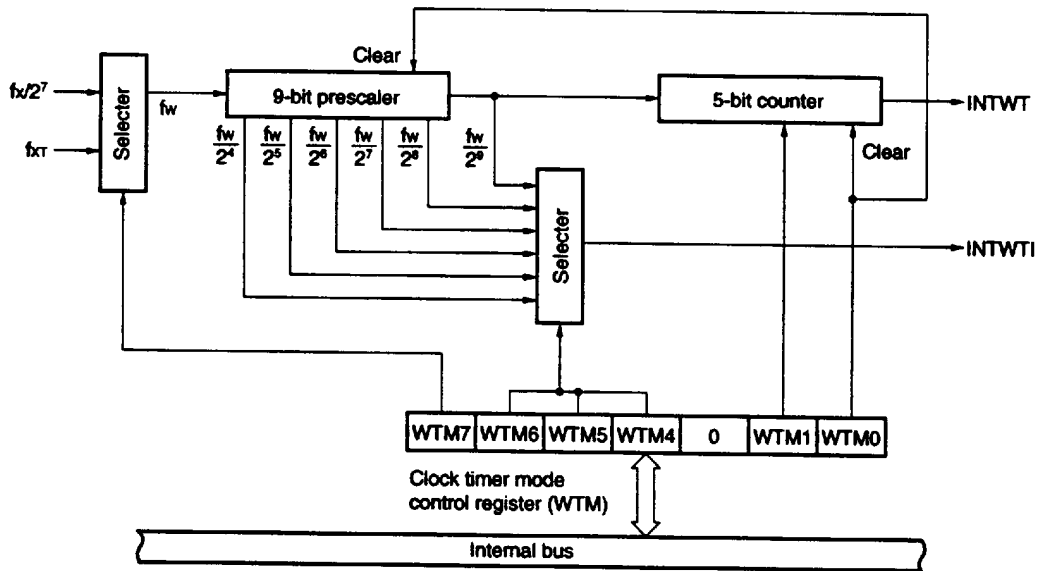 Clear
fx/2⁷
fxT
Selecter
fw
9-bit prescaler
5-bit counter
INTWT
fw/2⁴
fw/2⁵
fw/2⁶
fw/2⁷
fw/2⁸
fw/2⁹
Clear
Selecter
INTWTI
WTM7 WTM6 WTM5 WTM4 0 WTM1 WTM0
Clock timer mode
control register (WTM)
Internal bus